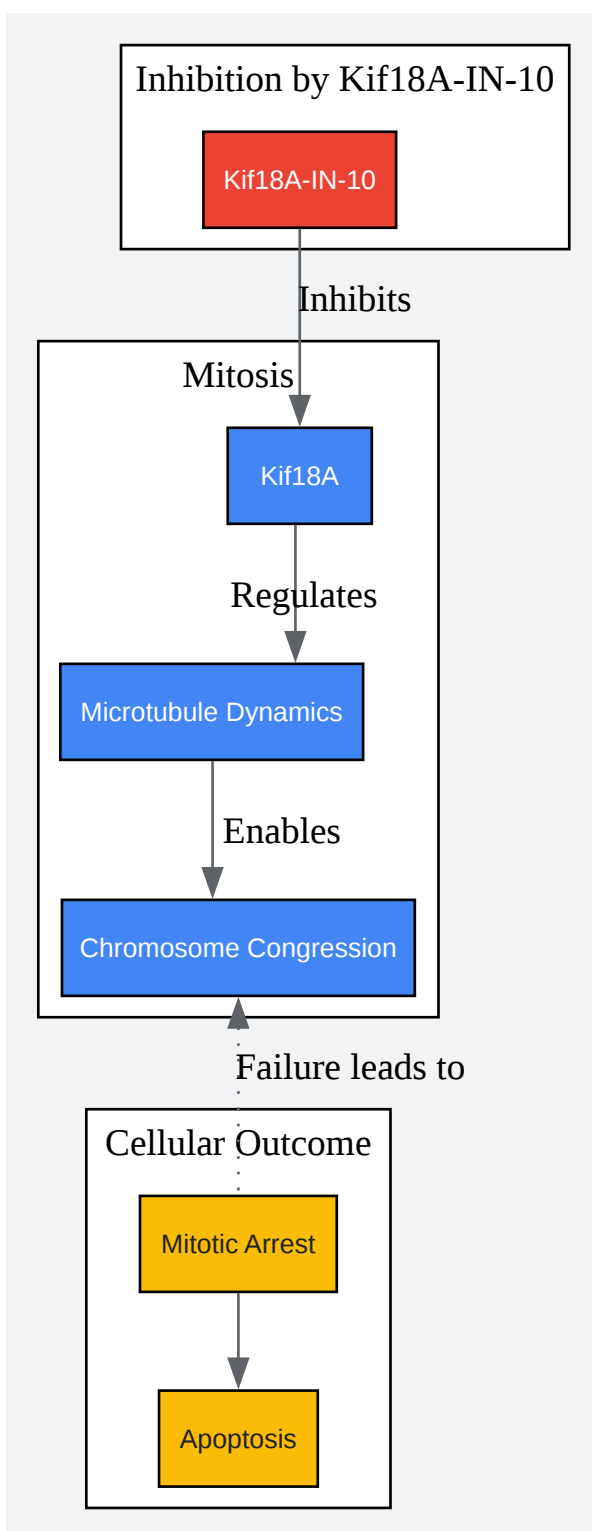 Inhibition by Kif18A-IN-10
Kif18A-IN-10
Inhibits
Mitosis
Kif18A
Regulates
Microtubule Dynamics
Enables
Chromosome Congression
Failure leads to
Cellular Outcome
Mitotic Arrest
Apoptosis